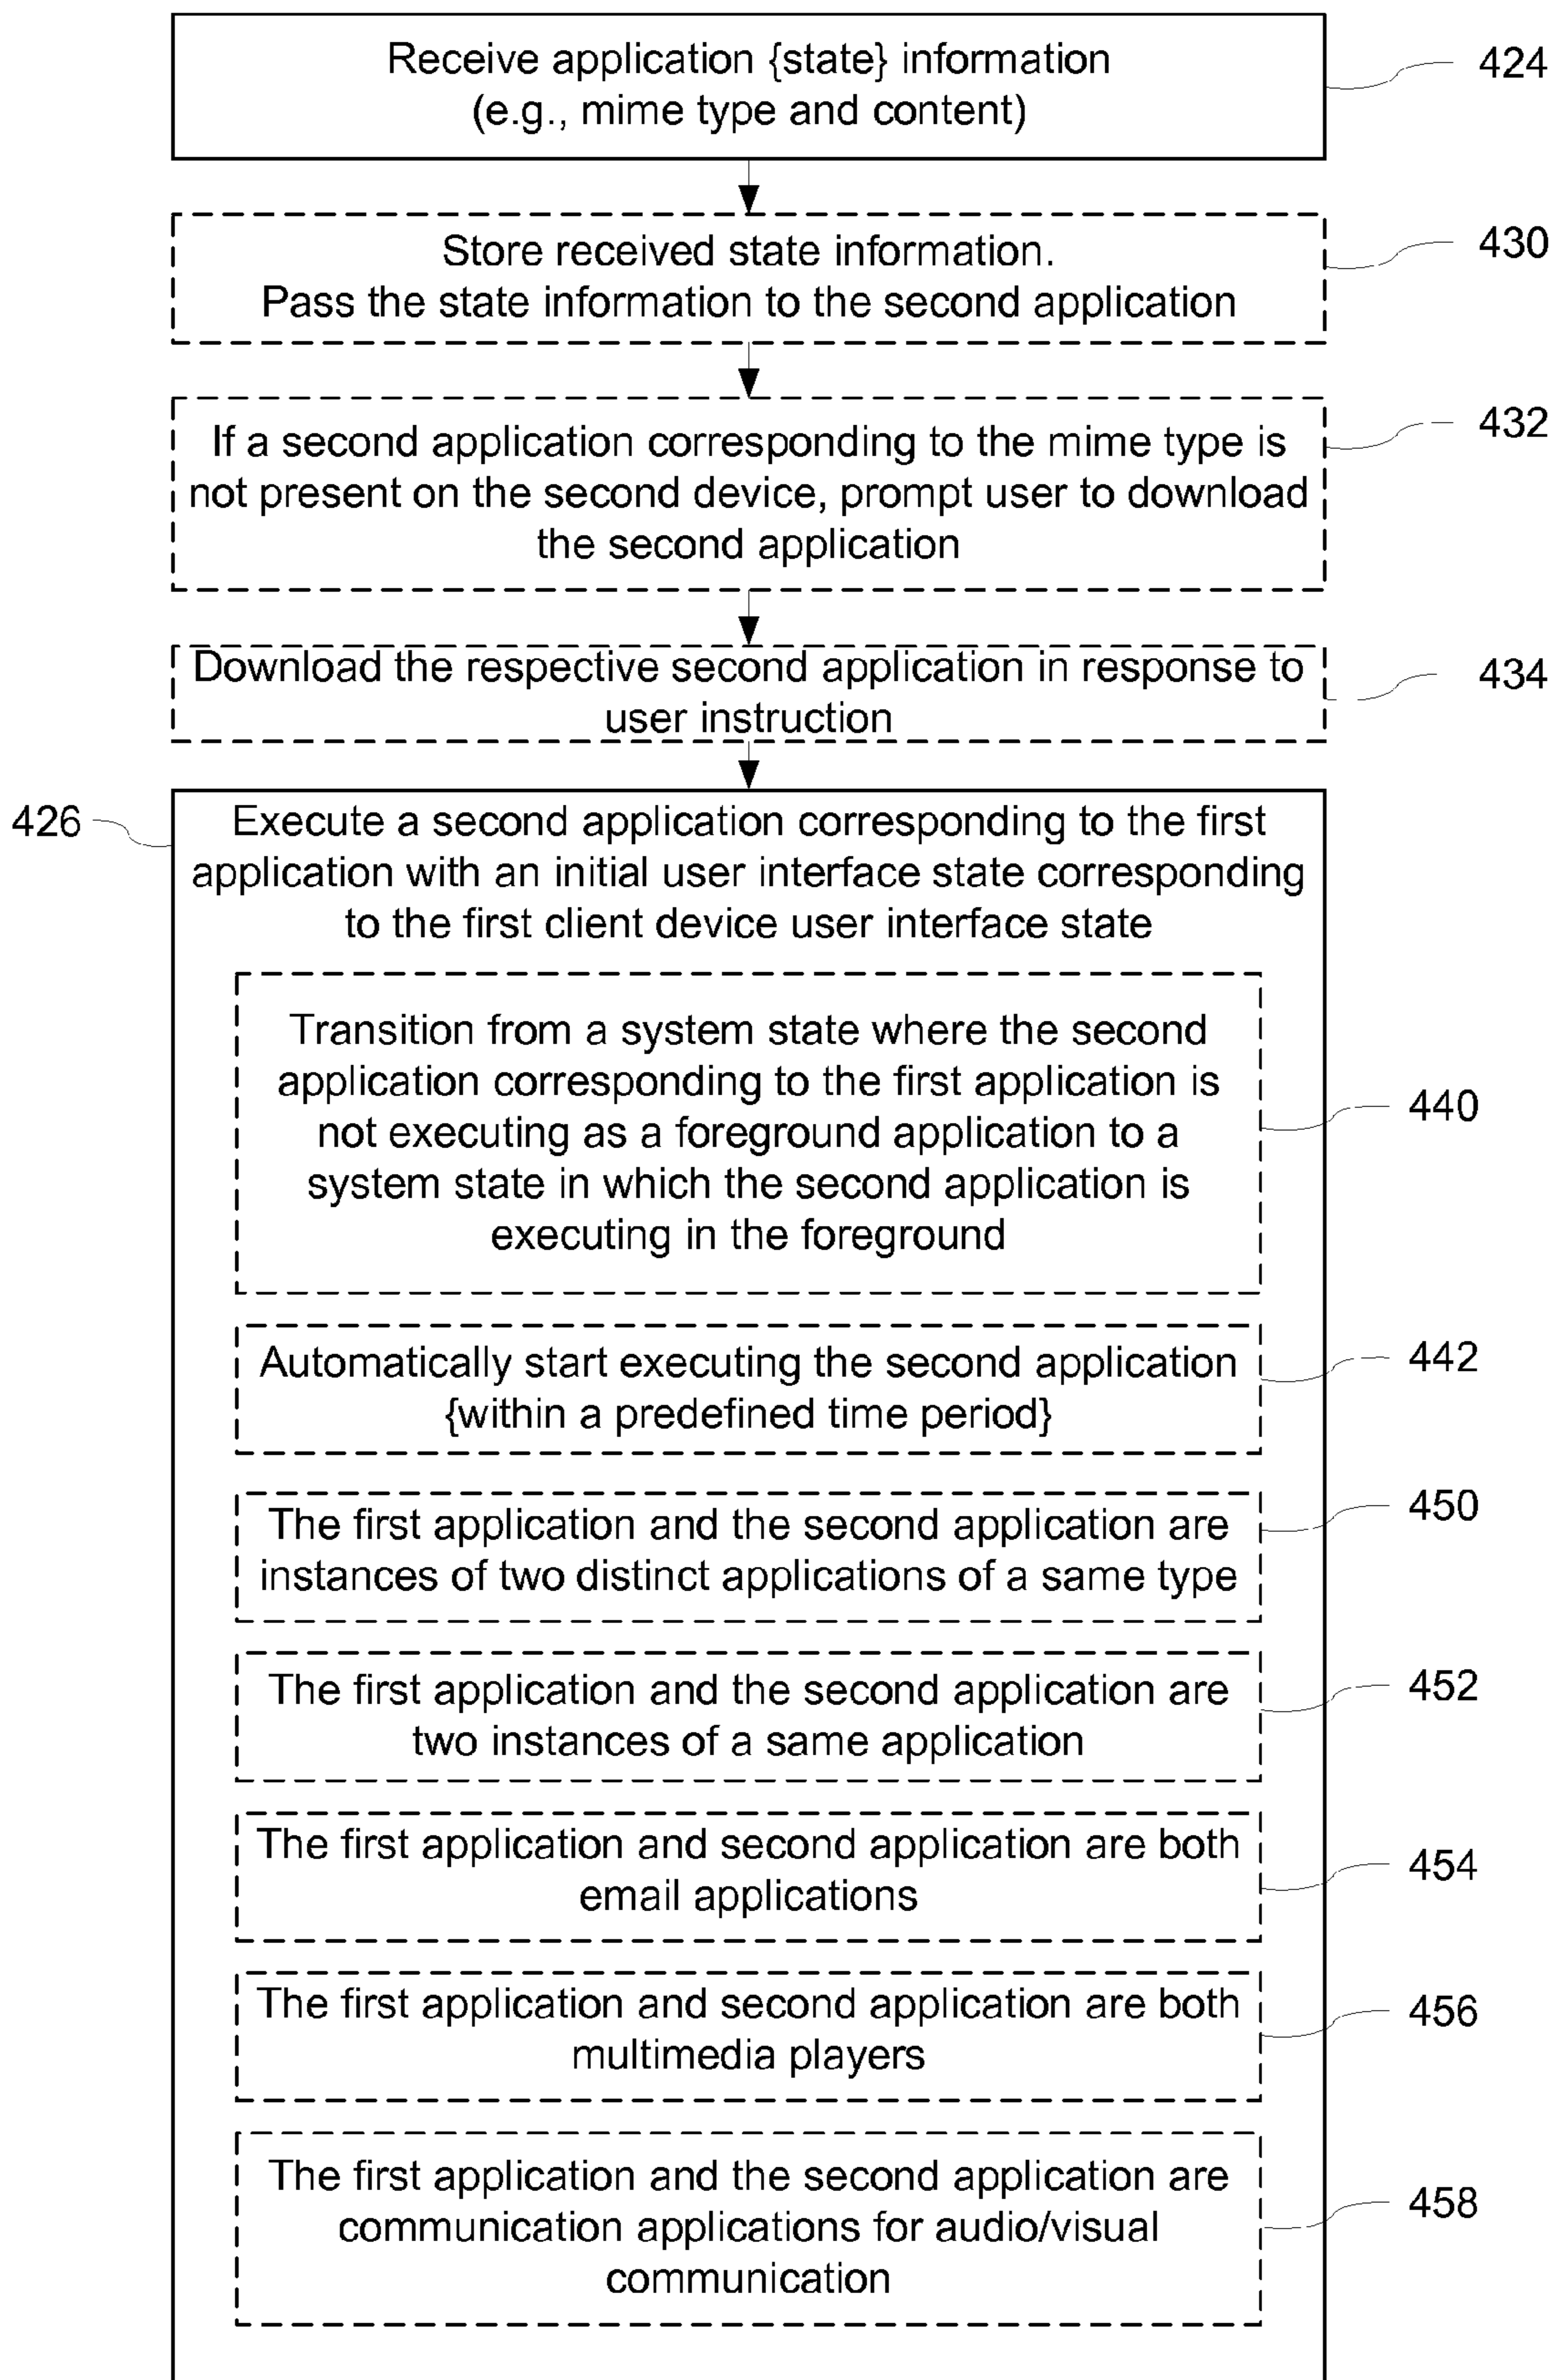 Receive application {state} information
(e.g., mime type and content)
424
Store received state information.
Pass the state information to the second application
430
If a second application corresponding to the mime type is
not present on the second device, prompt user to download
the second application
432
Download the respective second application in response to
user instruction
434
426
Execute a second application corresponding to the first
application with an initial user interface state corresponding
to the first client device user interface state
Transition from a system state where the second
application corresponding to the first application is
not executing as a foreground application to a
system state in which the second application is
executing in the foreground
440
Automatically start executing the second application
{within a predefined time period}
442
The first application and the second application are
instances of two distinct applications of a same type
450
The first application and the second application are
two instances of a same application
452
The first application and second application are both
email applications
454
The first application and second application are both
multimedia players
456
The first application and the second application are
communication applications for audio/visual
communication
458